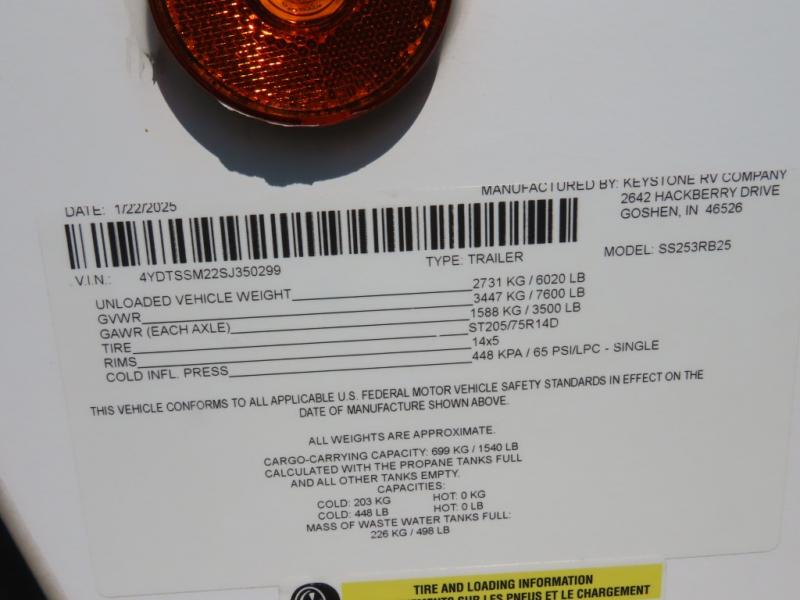 DATE: 1/22/2025
MANUFACTURED BY: KEYSTONE RV COMPANY
2642 HACKBERRY DRIVE
GOSHEN, IN 46526
V.I.N.: 4YDTSSM22SJ350299
TYPE: TRAILER
MODEL: SS253RB25
UNLOADED VEHICLE WEIGHT 2731 KG / 6020 LB
GVWR 3447 KG / 7600 LB
GAWR (EACH AXLE) 1588 KG / 3500 LB
TIRE ST205/75R14D
RIMS 14x5
COLD INFL. PRESS 448 KPA / 65 PSI/LPC - SINGLE
THIS VEHICLE CONFORMS TO ALL APPLICABLE U.S. FEDERAL MOTOR VEHICLE SAFETY STANDARDS IN EFFECT ON THE
DATE OF MANUFACTURE SHOWN ABOVE.
ALL WEIGHTS ARE APPROXIMATE.
CARGO-CARRYING CAPACITY: 699 KG / 1540 LB
CALCULATED WITH THE PROPANE TANKS FULL
AND ALL OTHER TANKS EMPTY.
CAPACITIES:
COLD: 203 KG HOT: 0 KG
COLD: 448 LB HOT: 0 LB
MASS OF WASTE WATER TANKS FULL:
226 KG / 498 LB
TIRE AND LOADING INFORMATION
SUR LES PNEUS ET LE CHARGEMENT